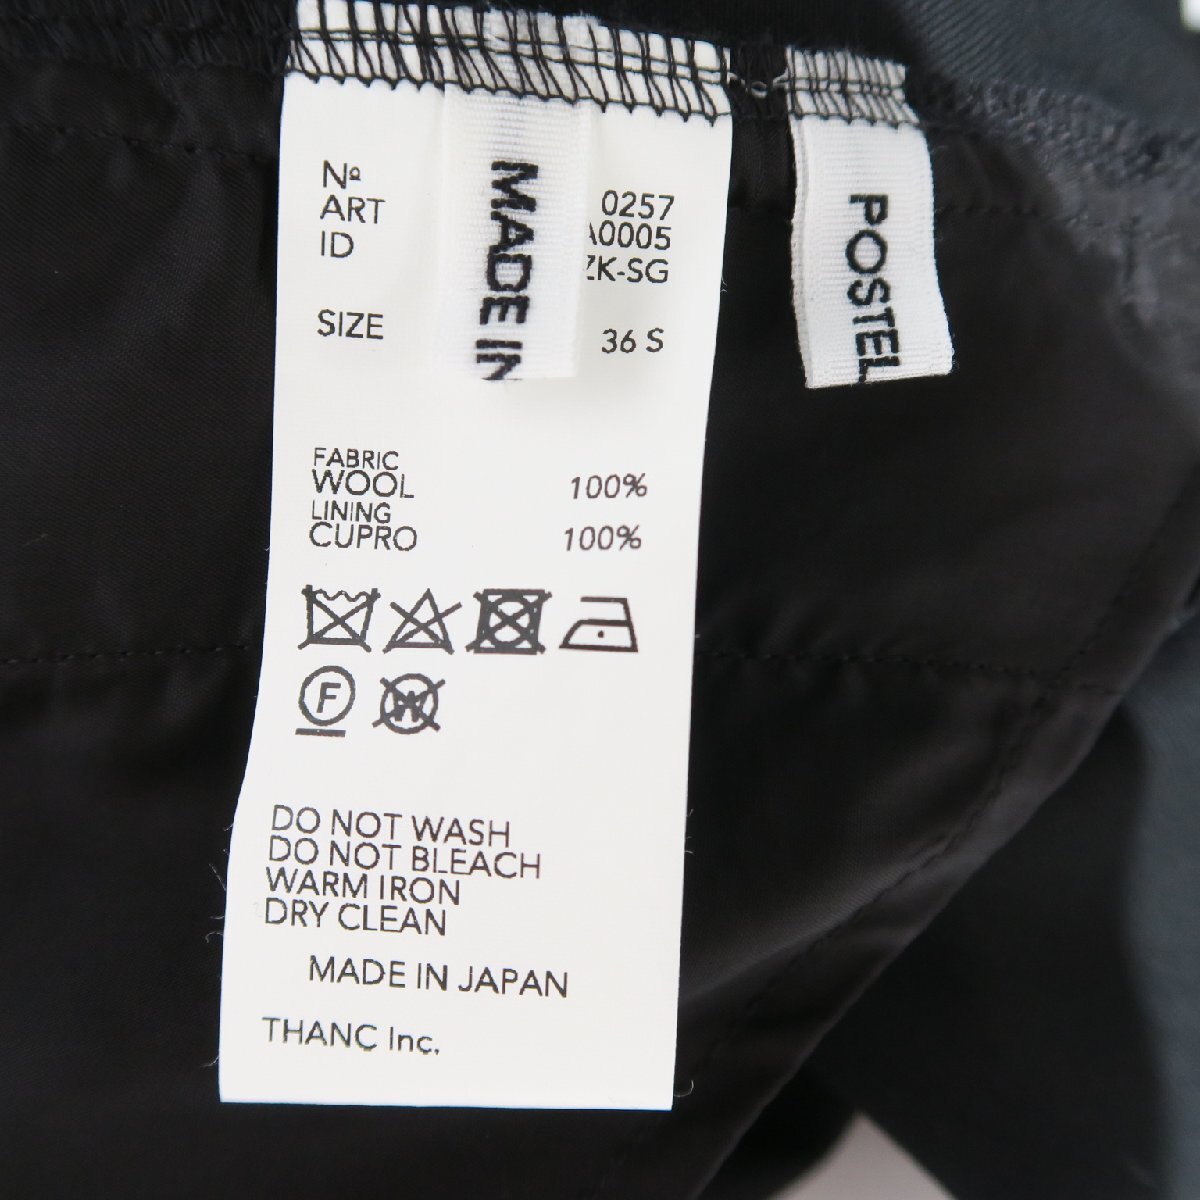 Nº 0257
ART A0005
ID ZK-SG
SIZE 36 S
MADE IN
POSTEL
FABRIC
WOOL 100%
LINING
CUPRO 100%
F W
DO NOT WASH
DO NOT BLEACH
WARM IRON
DRY CLEAN
MADE IN JAPAN
THANC Inc.